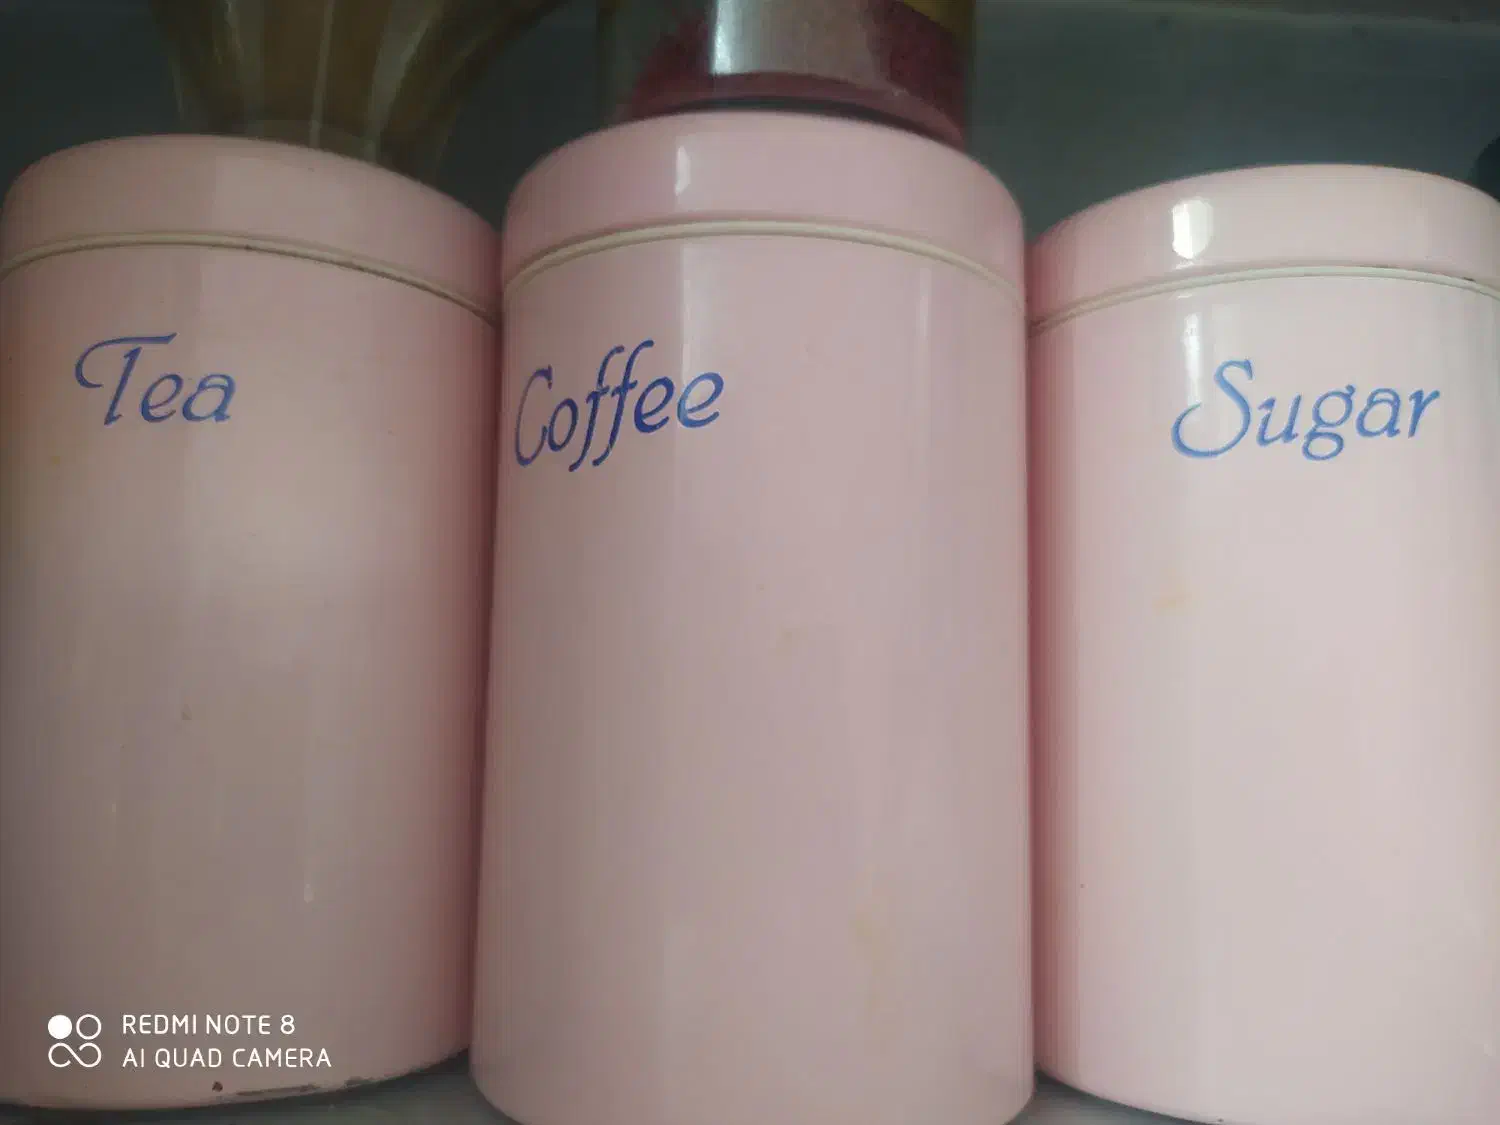 Tea
Coffee
Sugar
REDMI NOTE 8
AI QUAD CAMERA